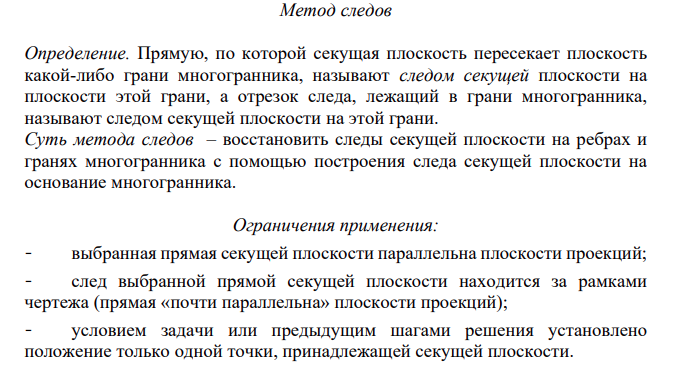 Метод следов
Определение. Прямую, по которой секущая плоскость пересекает плоскость
какой-либо грани многогранника, называют следом секущей плоскости на
плоскости этой грани, а отрезок следа, лежащий в грани многогранника,
называют следом секущей плоскости на этой грани.
Суть метода следов – восстановить следы секущей плоскости на ребрах и
гранях многогранника с помощью построения следа секущей плоскости на
основание многогранника.
Ограничения применения:
- выбранная прямая секущей плоскости параллельна плоскости проекций;
- след выбранной прямой секущей плоскости находится за рамками
чертежа (прямая «почти параллельна» плоскости проекций);
- условием задачи или предыдущим шагами решения установлено
положение только одной точки, принадлежащей секущей плоскости.